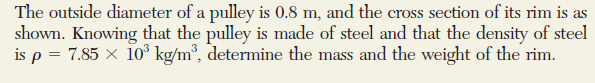 The outside diameter of a pulley is 0.8 m, and the cross section of its rim is as
shown. Knowing that the pulley is made of steel and that the density of steel
is ρ = 7.85 × 10³ kg/m³, determine the mass and the weight of the rim.